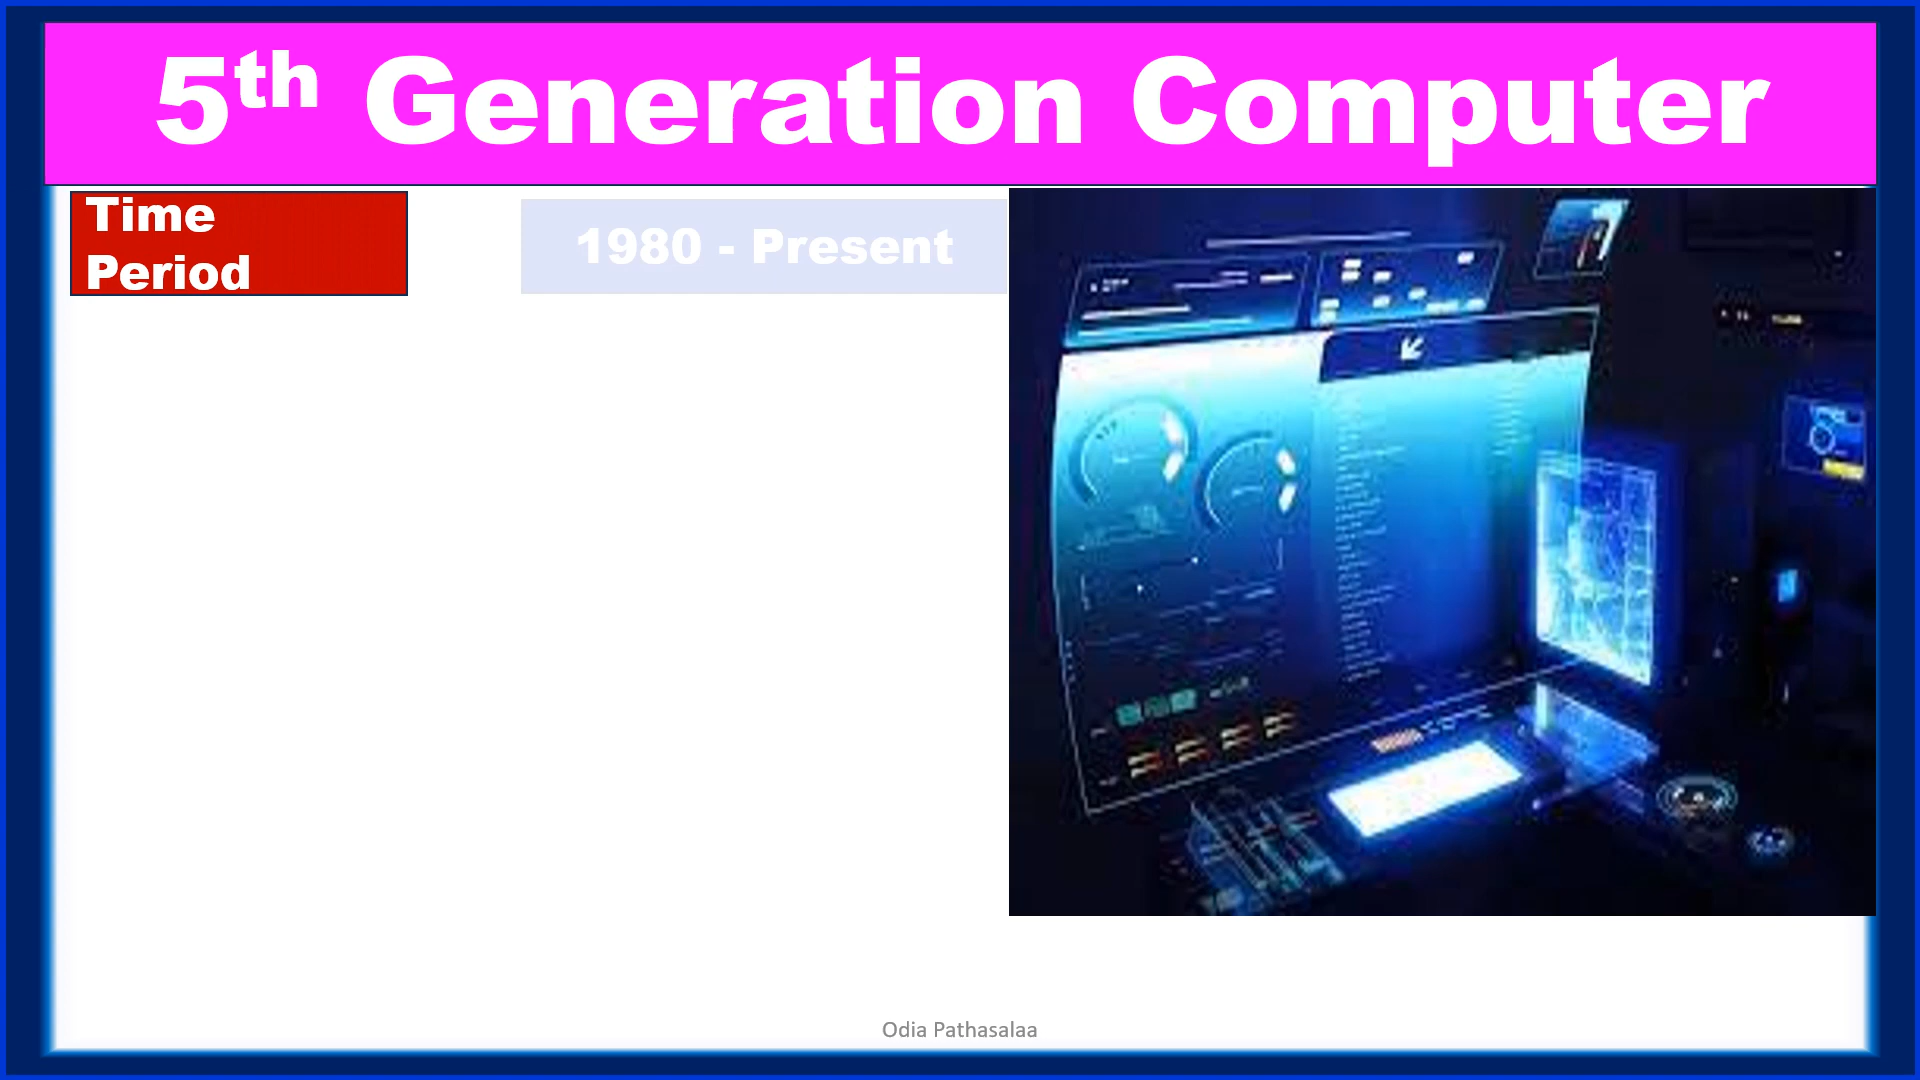 5th Generation Computer
Time
Period
1980 - Present
Odia Pathasalaa